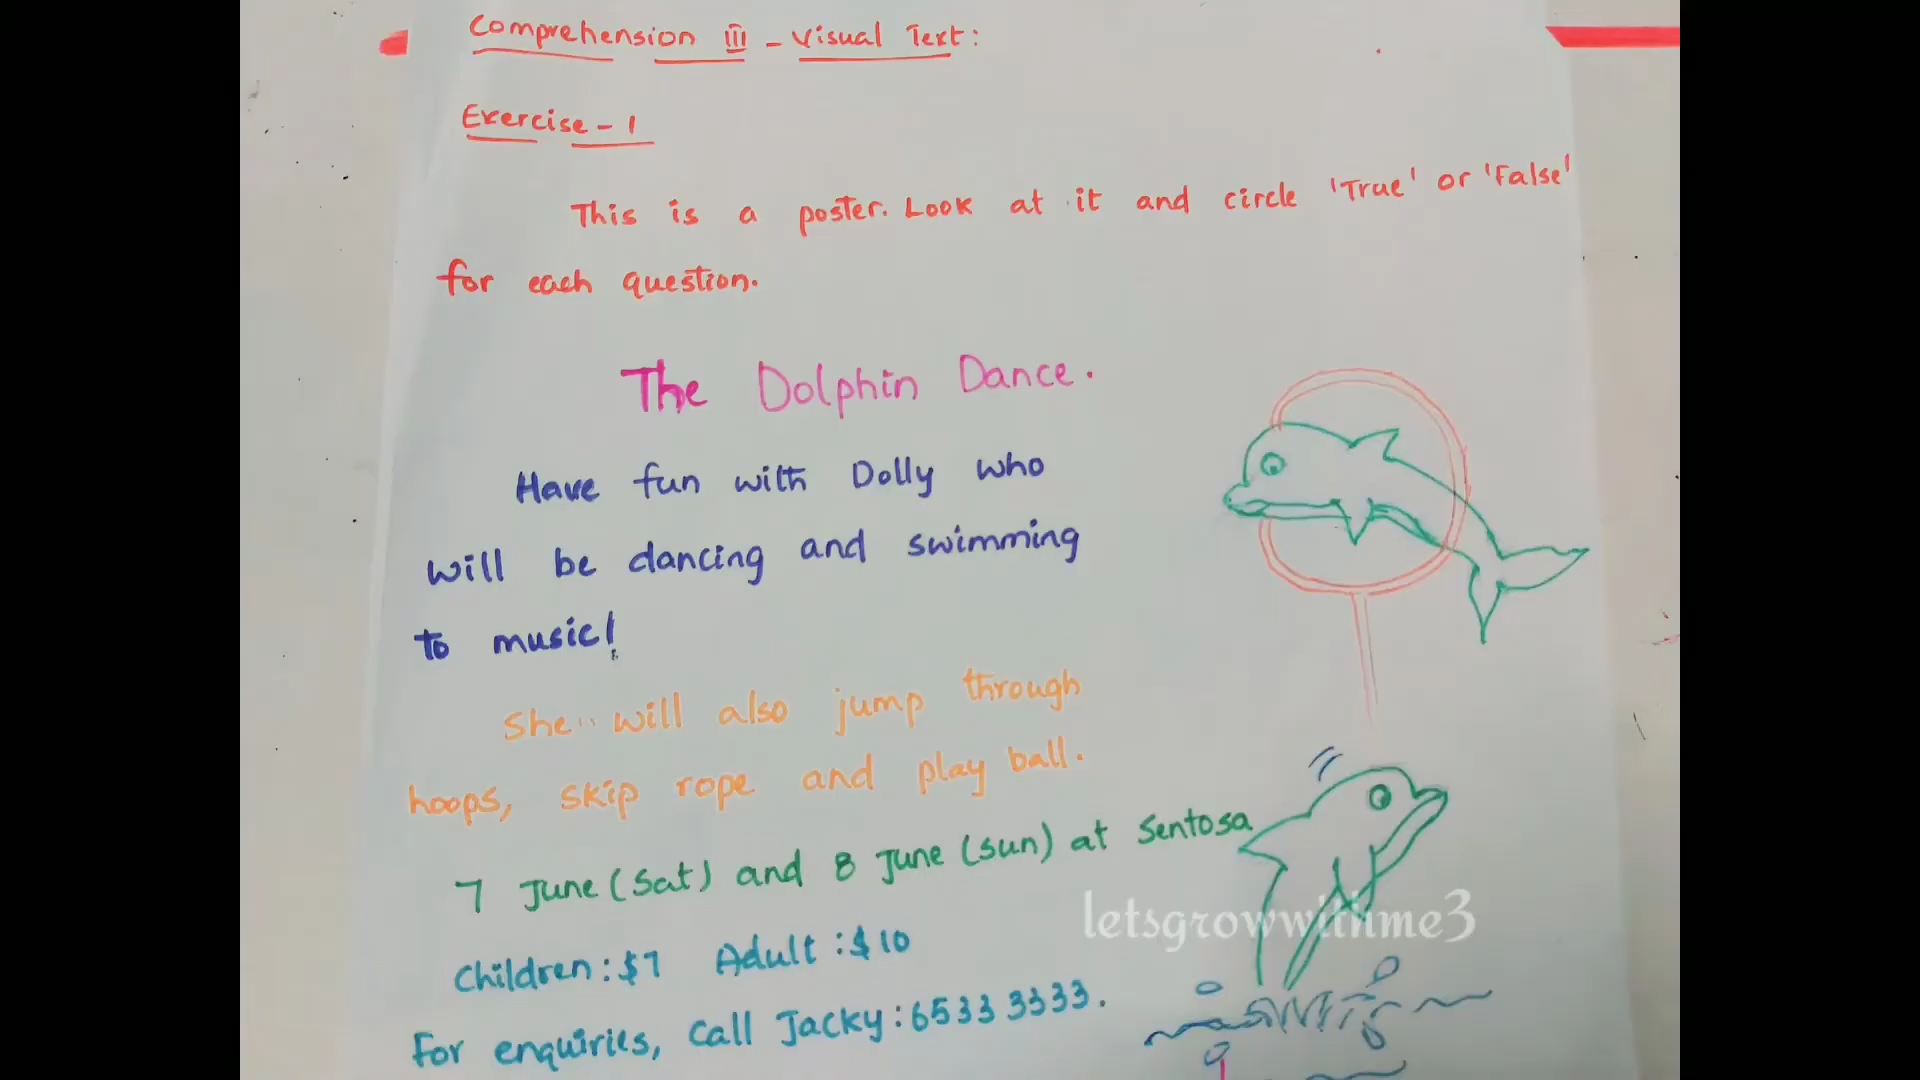 Comprehension III - Visual Text:
Exercise - 1
This is a poster. Look at it and circle 'True' or 'False'
for each question.
The Dolphin Dance.
Have fun with Dolly who
will be dancing and swimming
to music!
She will also jump through
hoops, skip rope and play ball.
7 June (Sat) and 8 June (Sun) at Sentosa
letsgrowwithme3
Children: $7 Adult: $10
For enquiries, Call Jacky: 6533 3333.